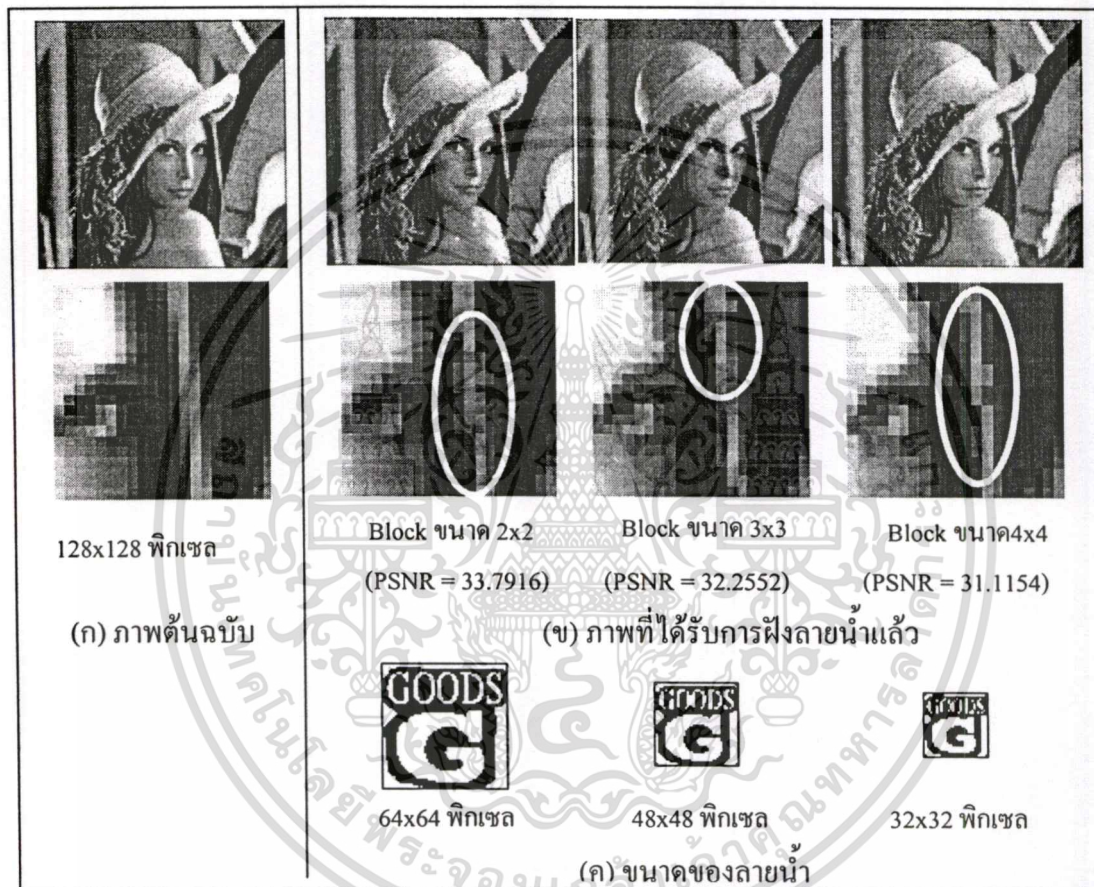 128x128 พิกเซล
(ก) ภาพต้นฉบับ
Block ขนาด 2x2
(PSNR = 33.7916)
Block ขนาด 3x3
(PSNR = 32.2552)
Block ขนาด4x4
(PSNR = 31.1154)
(ข) ภาพที่ได้รับการฝังลายน้ำแล้ว
GOODS
G
GOODS
G
GOODS
G
64x64 พิกเซล
48x48 พิกเซล
32x32 พิกเซล
(ค) ขนาดของลายน้ำ